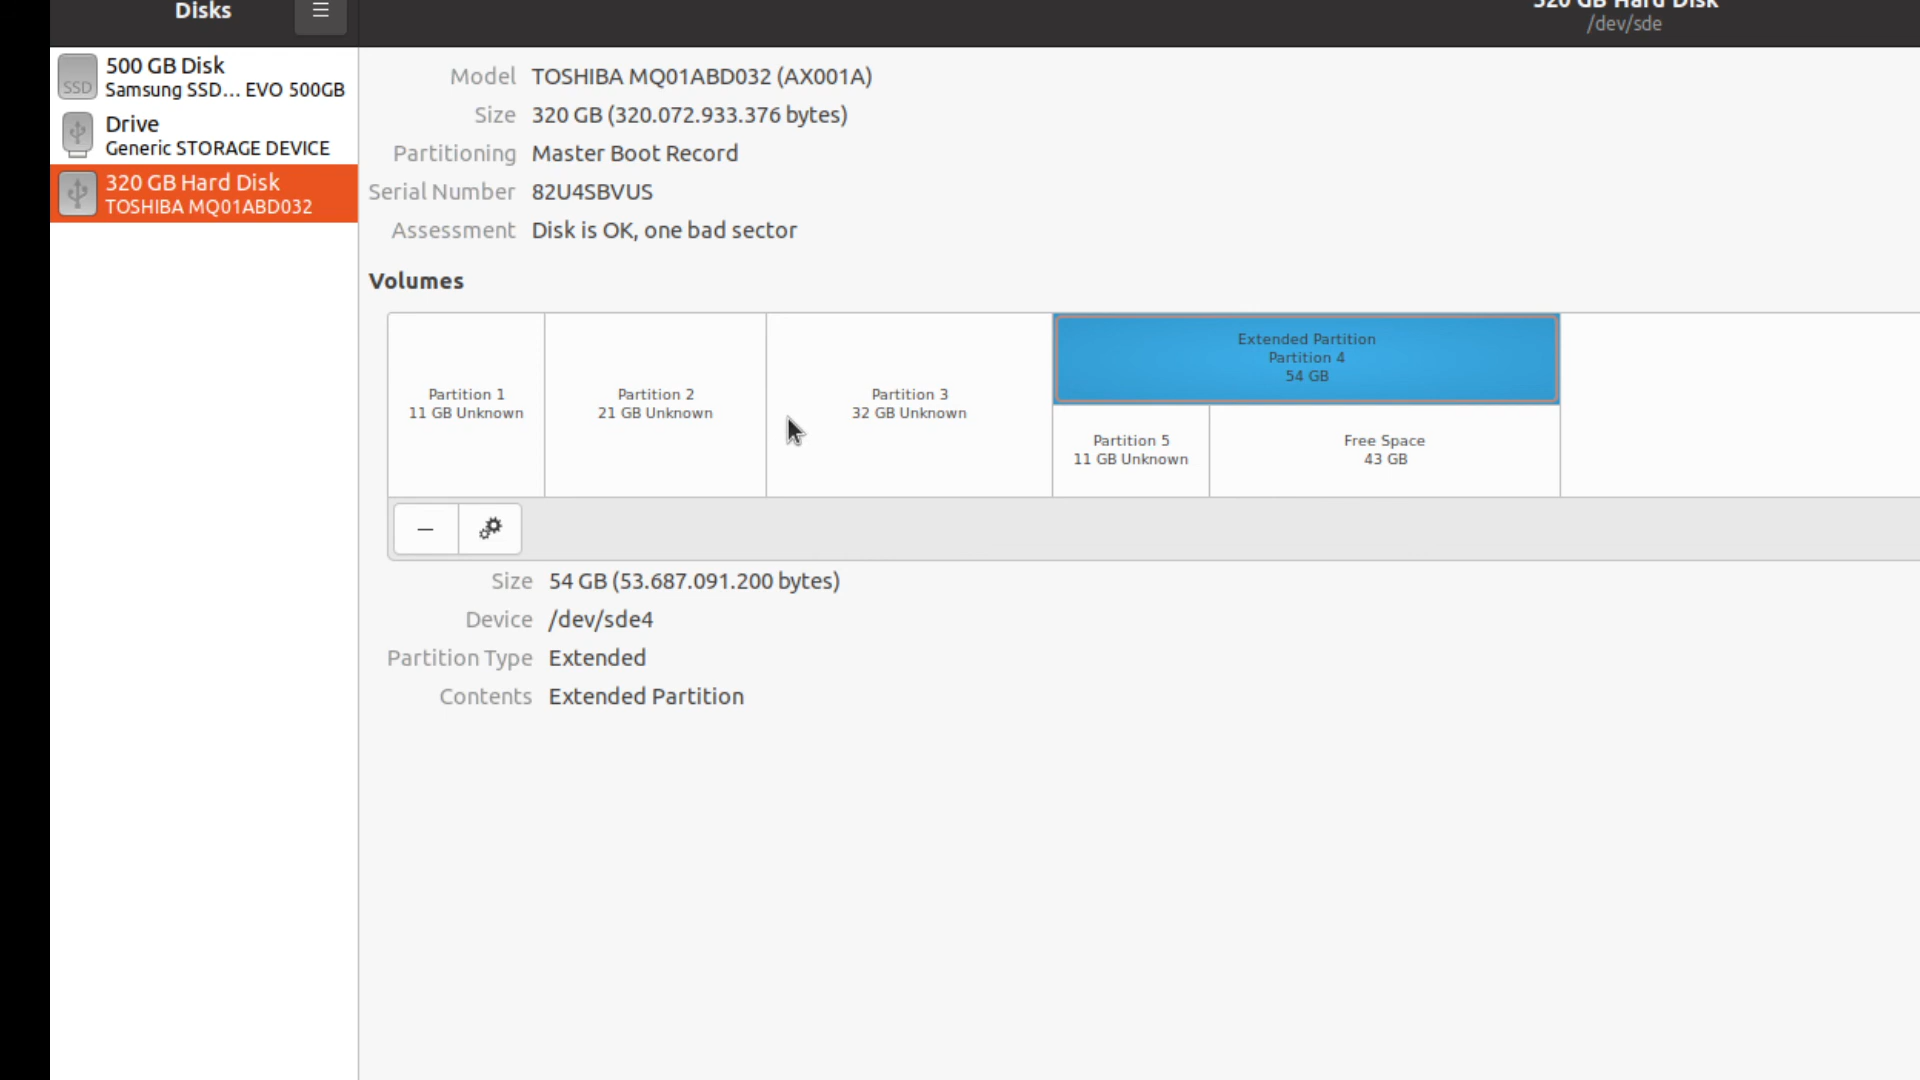 Disks
320 GB Hard Disk
/dev/sde
500 GB Disk
Samsung SSD... EVO 500GB
SSD
Drive
Generic STORAGE DEVICE
320 GB Hard Disk
TOSHIBA MQ01ABD032
Model TOSHIBA MQ01ABD032 (AX001A)
Size 320 GB (320.072.933.376 bytes)
Partitioning Master Boot Record
Serial Number 82U4SBVUS
Assessment Disk is OK, one bad sector
Volumes
Partition 1
11 GB Unknown
Partition 2
21 GB Unknown
Partition 3
32 GB Unknown
Extended Partition
Partition 4
54 GB
Partition 5
11 GB Unknown
Free Space
43 GB
Size 54 GB (53.687.091.200 bytes)
Device /dev/sde4
Partition Type Extended
Contents Extended Partition